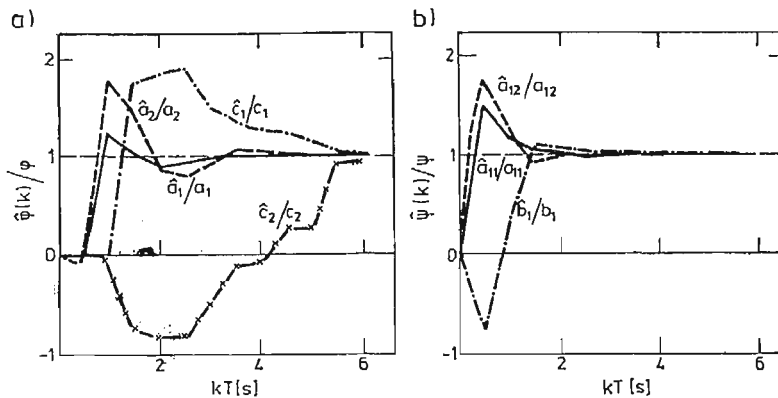 a)
2
1
0
-1
φ̂(k)/φ
â₂/a₂
ĉ₁/c₁
â₁/a₁
ĉ₂/c₂
2
4
6
kT[s]
b)
2
1
0
-1
ψ̂(k)/ψ
â₁₂/a₁₂
â₁₁/a₁₁
b̂₁/b₁
2
4
6
kT[s]